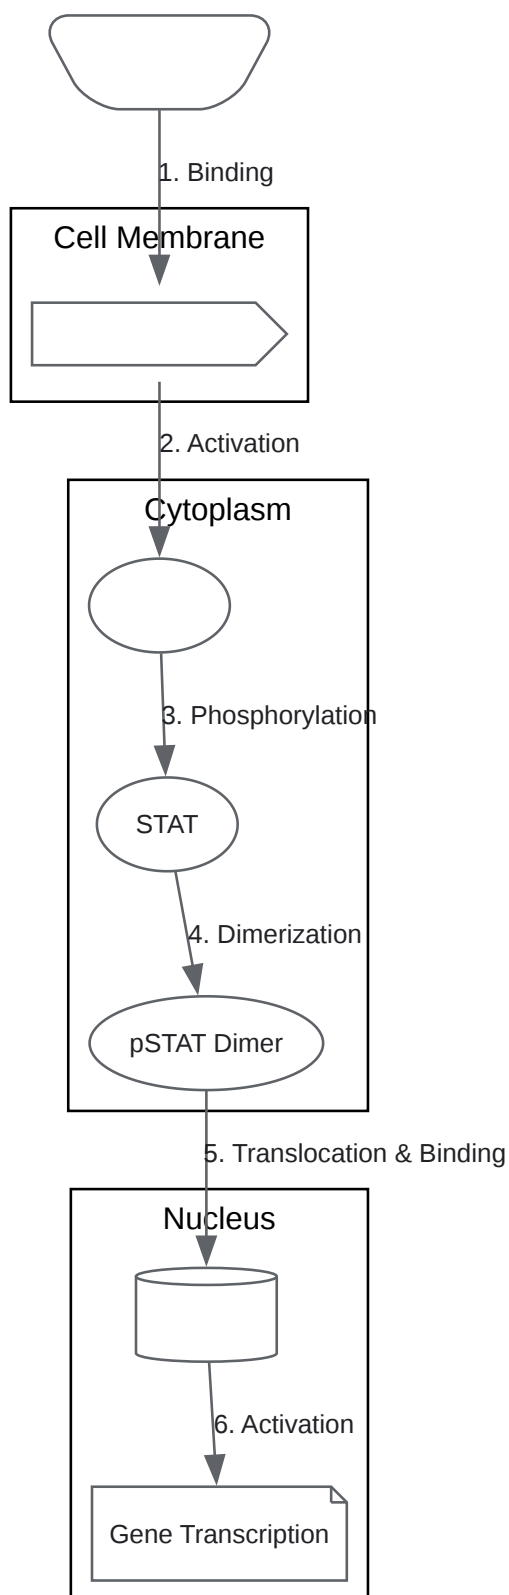 1. Binding
Cell Membrane
2. Activation
Cytoplasm
3. Phosphorylation
STAT
4. Dimerization
pSTAT Dimer
5. Translocation & Binding
Nucleus
6. Activation
Gene Transcription